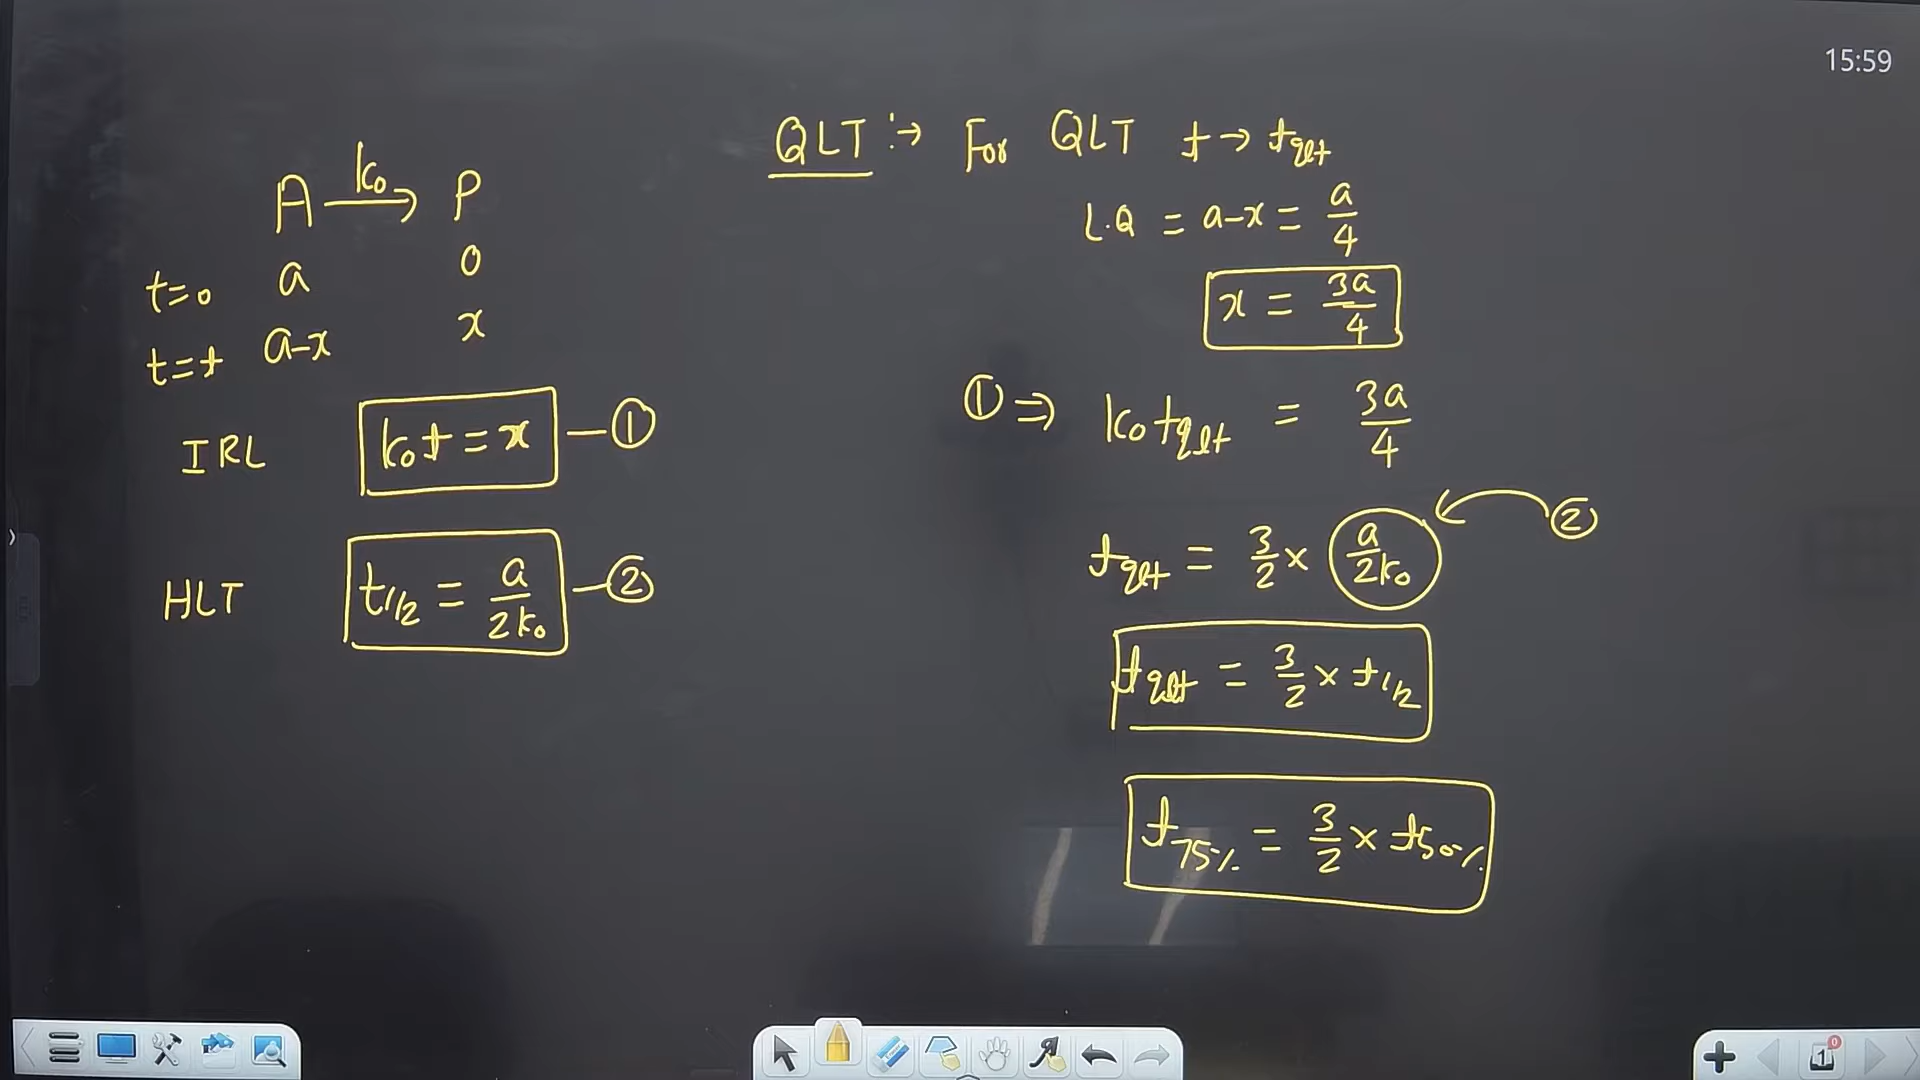 15:59
A —k₀→ P
t=0 a 0
t=t a-x x
IRL k₀t = x —①
HLT t1/2 = a/2k₀ —②
QLT :→ For QLT t → tqlt
L.Q = a-x = a/4
x = 3a/4
① ⇒ k₀tqlt = 3a/4
tqlt = 3/2 × a/2k₀ ②
tqlt = 3/2 × t1/2
t75% = 3/2 × t50%
1
0